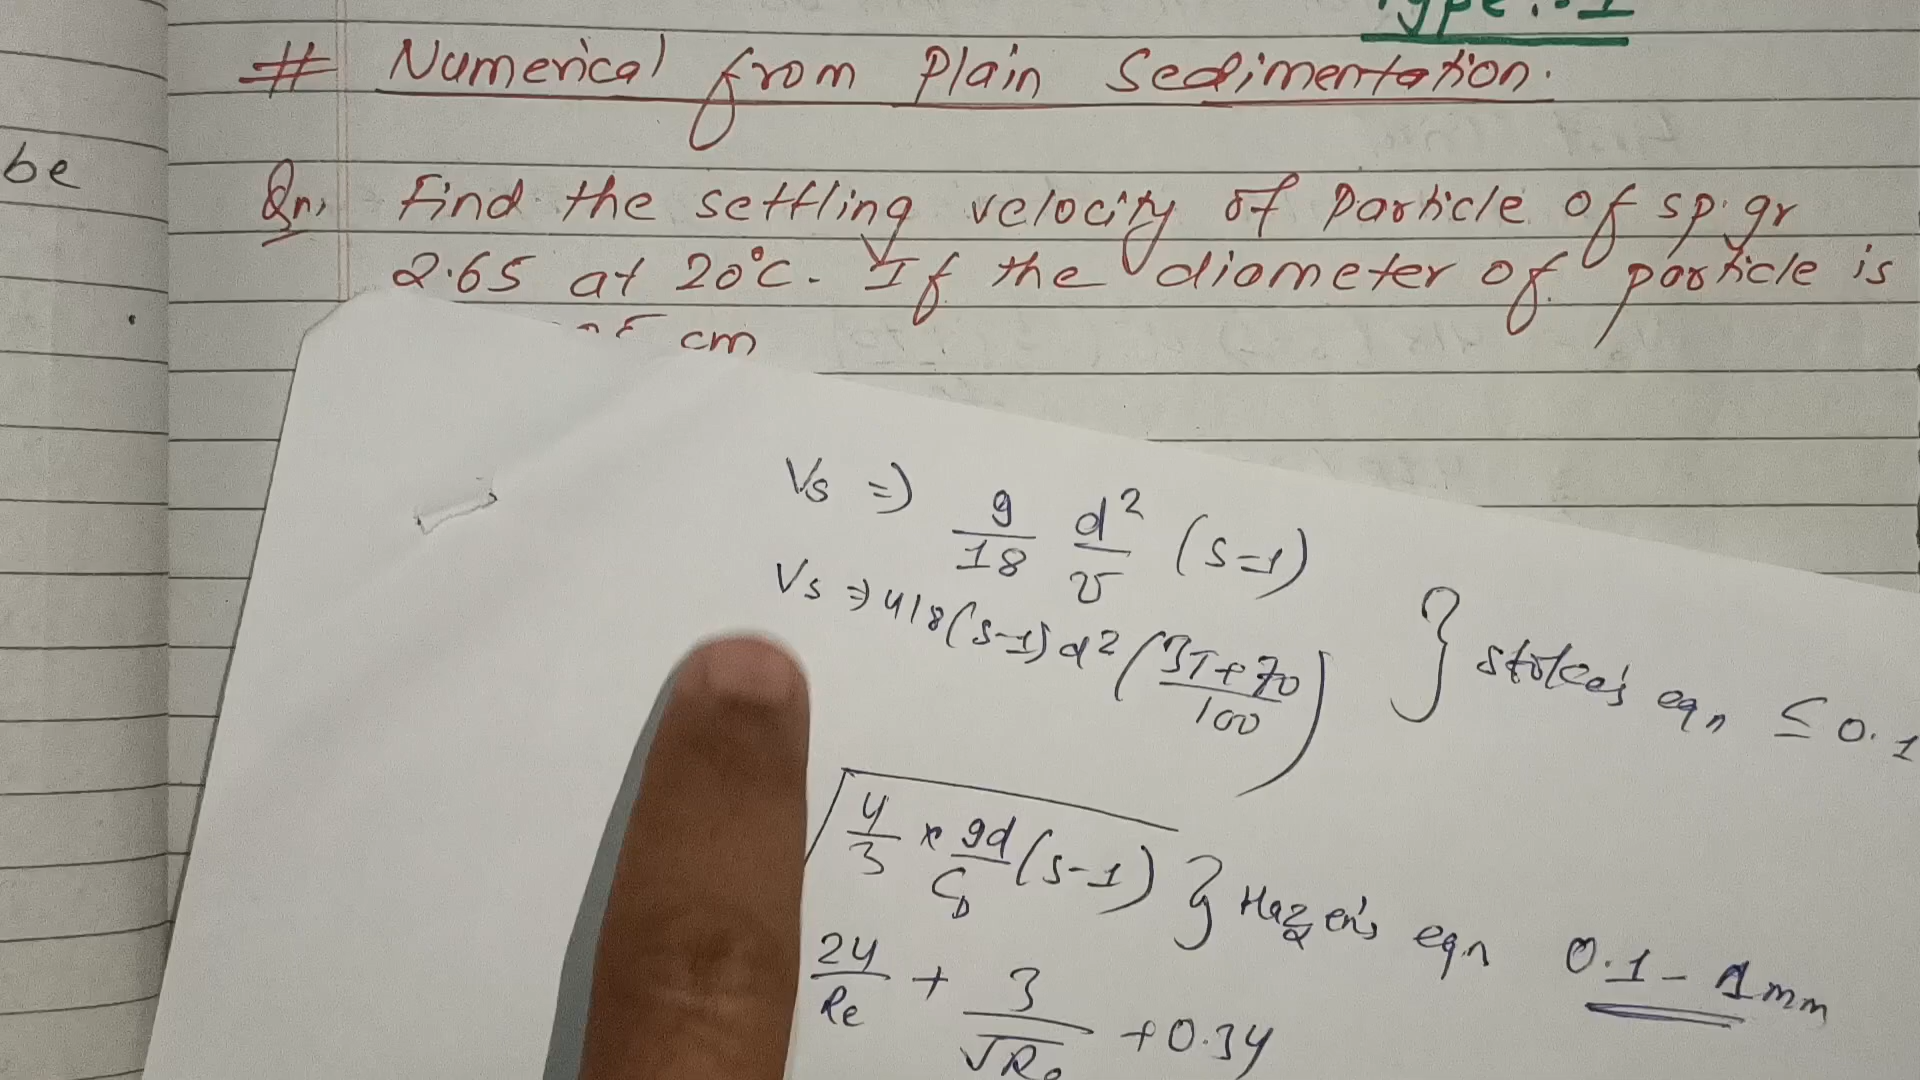 Type:- I
# Numerical from Plain Sedimentation.
be
Qn, Find the settling velocity of Particle of sp. gr
2.65 at 20°C. If the diameter of particle is
cm
Vs => g/18 d²/υ (s-1)
Vs => 418(s-1)d² (3T+70/100) } stoke's eqn ≤ 0.1
√4/3 × gd/CD (s-1) } Hazen's eqn 0.1 - 1mm
24/Re + 3/√Re + 0.34